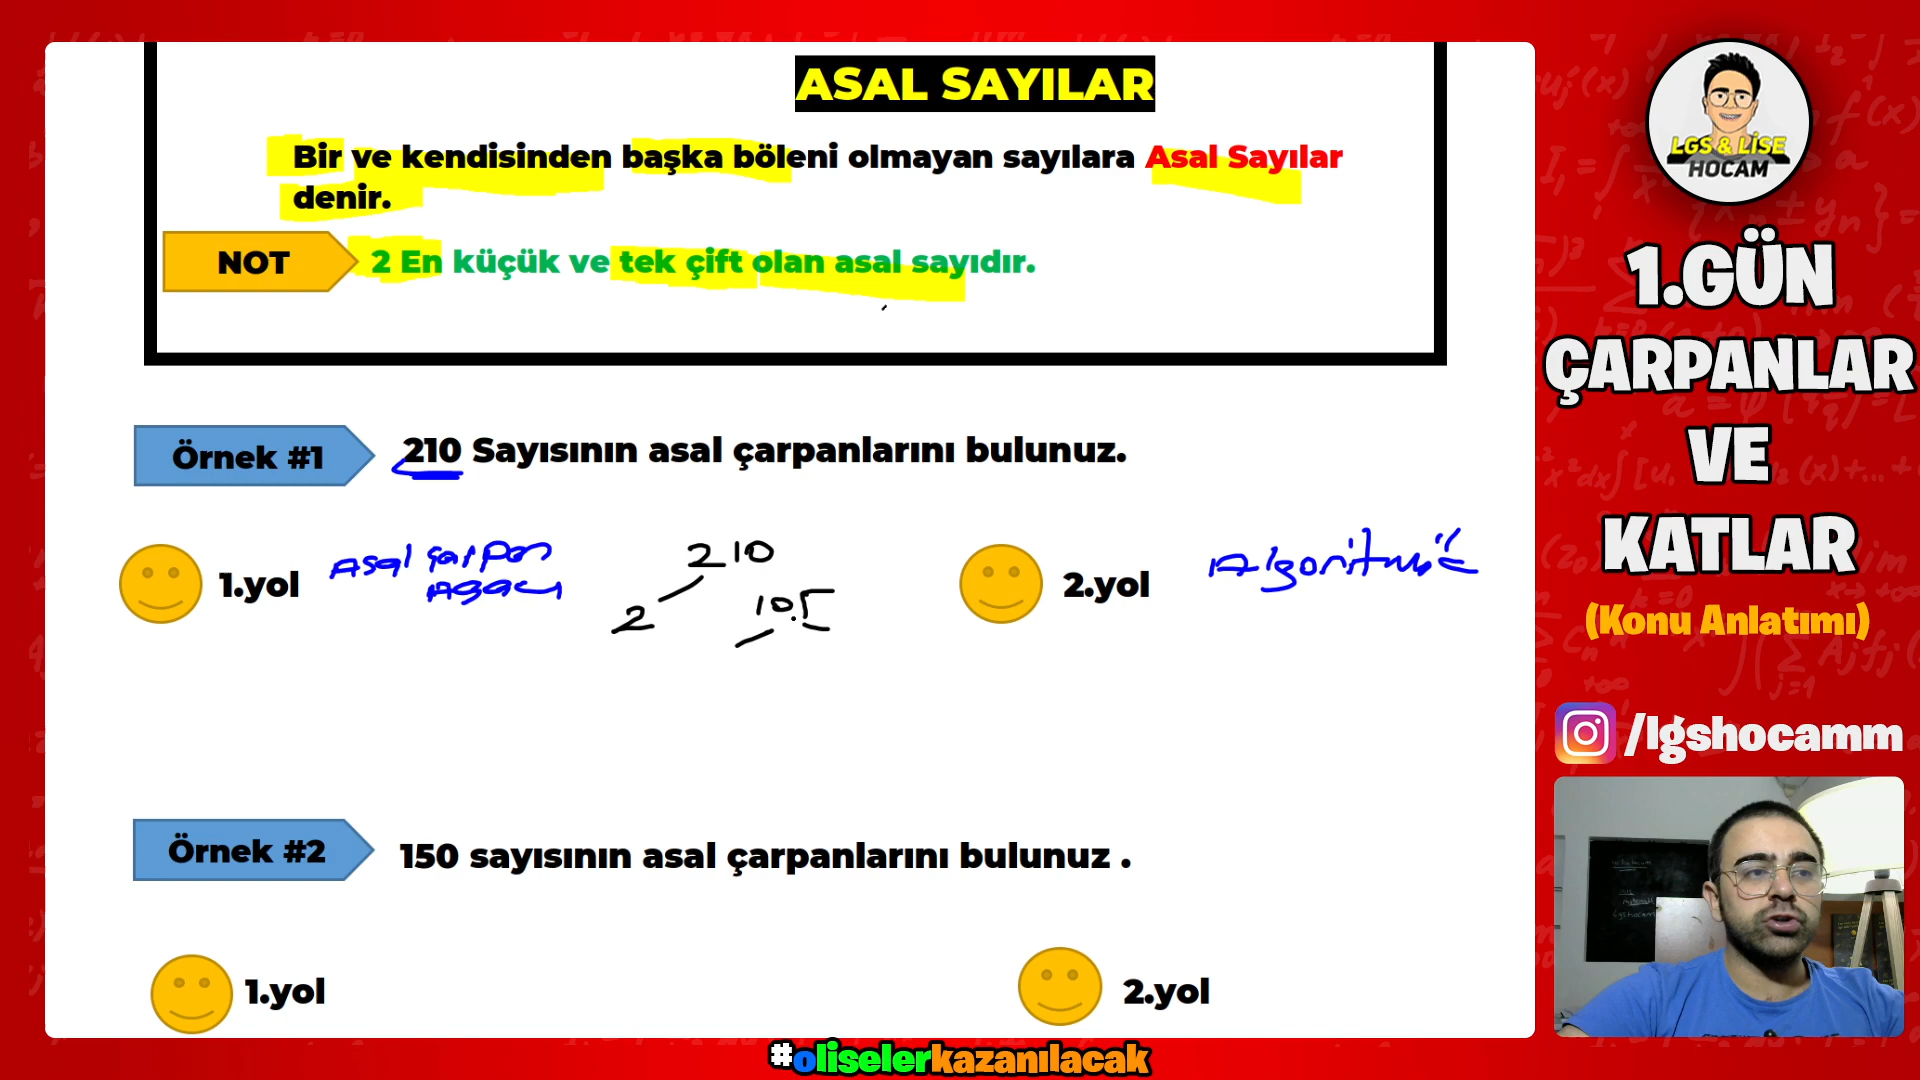 ASAL SAYILAR
Bir ve kendisinden başka böleni olmayan sayılara Asal Sayılar
denir.
NOT
2 En küçük ve tek çift olan asal sayıdır.
Örnek #1
210 Sayısının asal çarpanlarını bulunuz.
1.yol
Asal çarpan
Ağacı
210
2
105
2.yol
Algoritmik
Örnek #2
150 sayısının asal çarpanlarını bulunuz .
1.yol
2.yol
LGS & LİSE
HOCAM
1.GÜN
ÇARPANLAR
VE
KATLAR
(Konu Anlatımı)
/lgshocamm
#oliselerkazanılacak